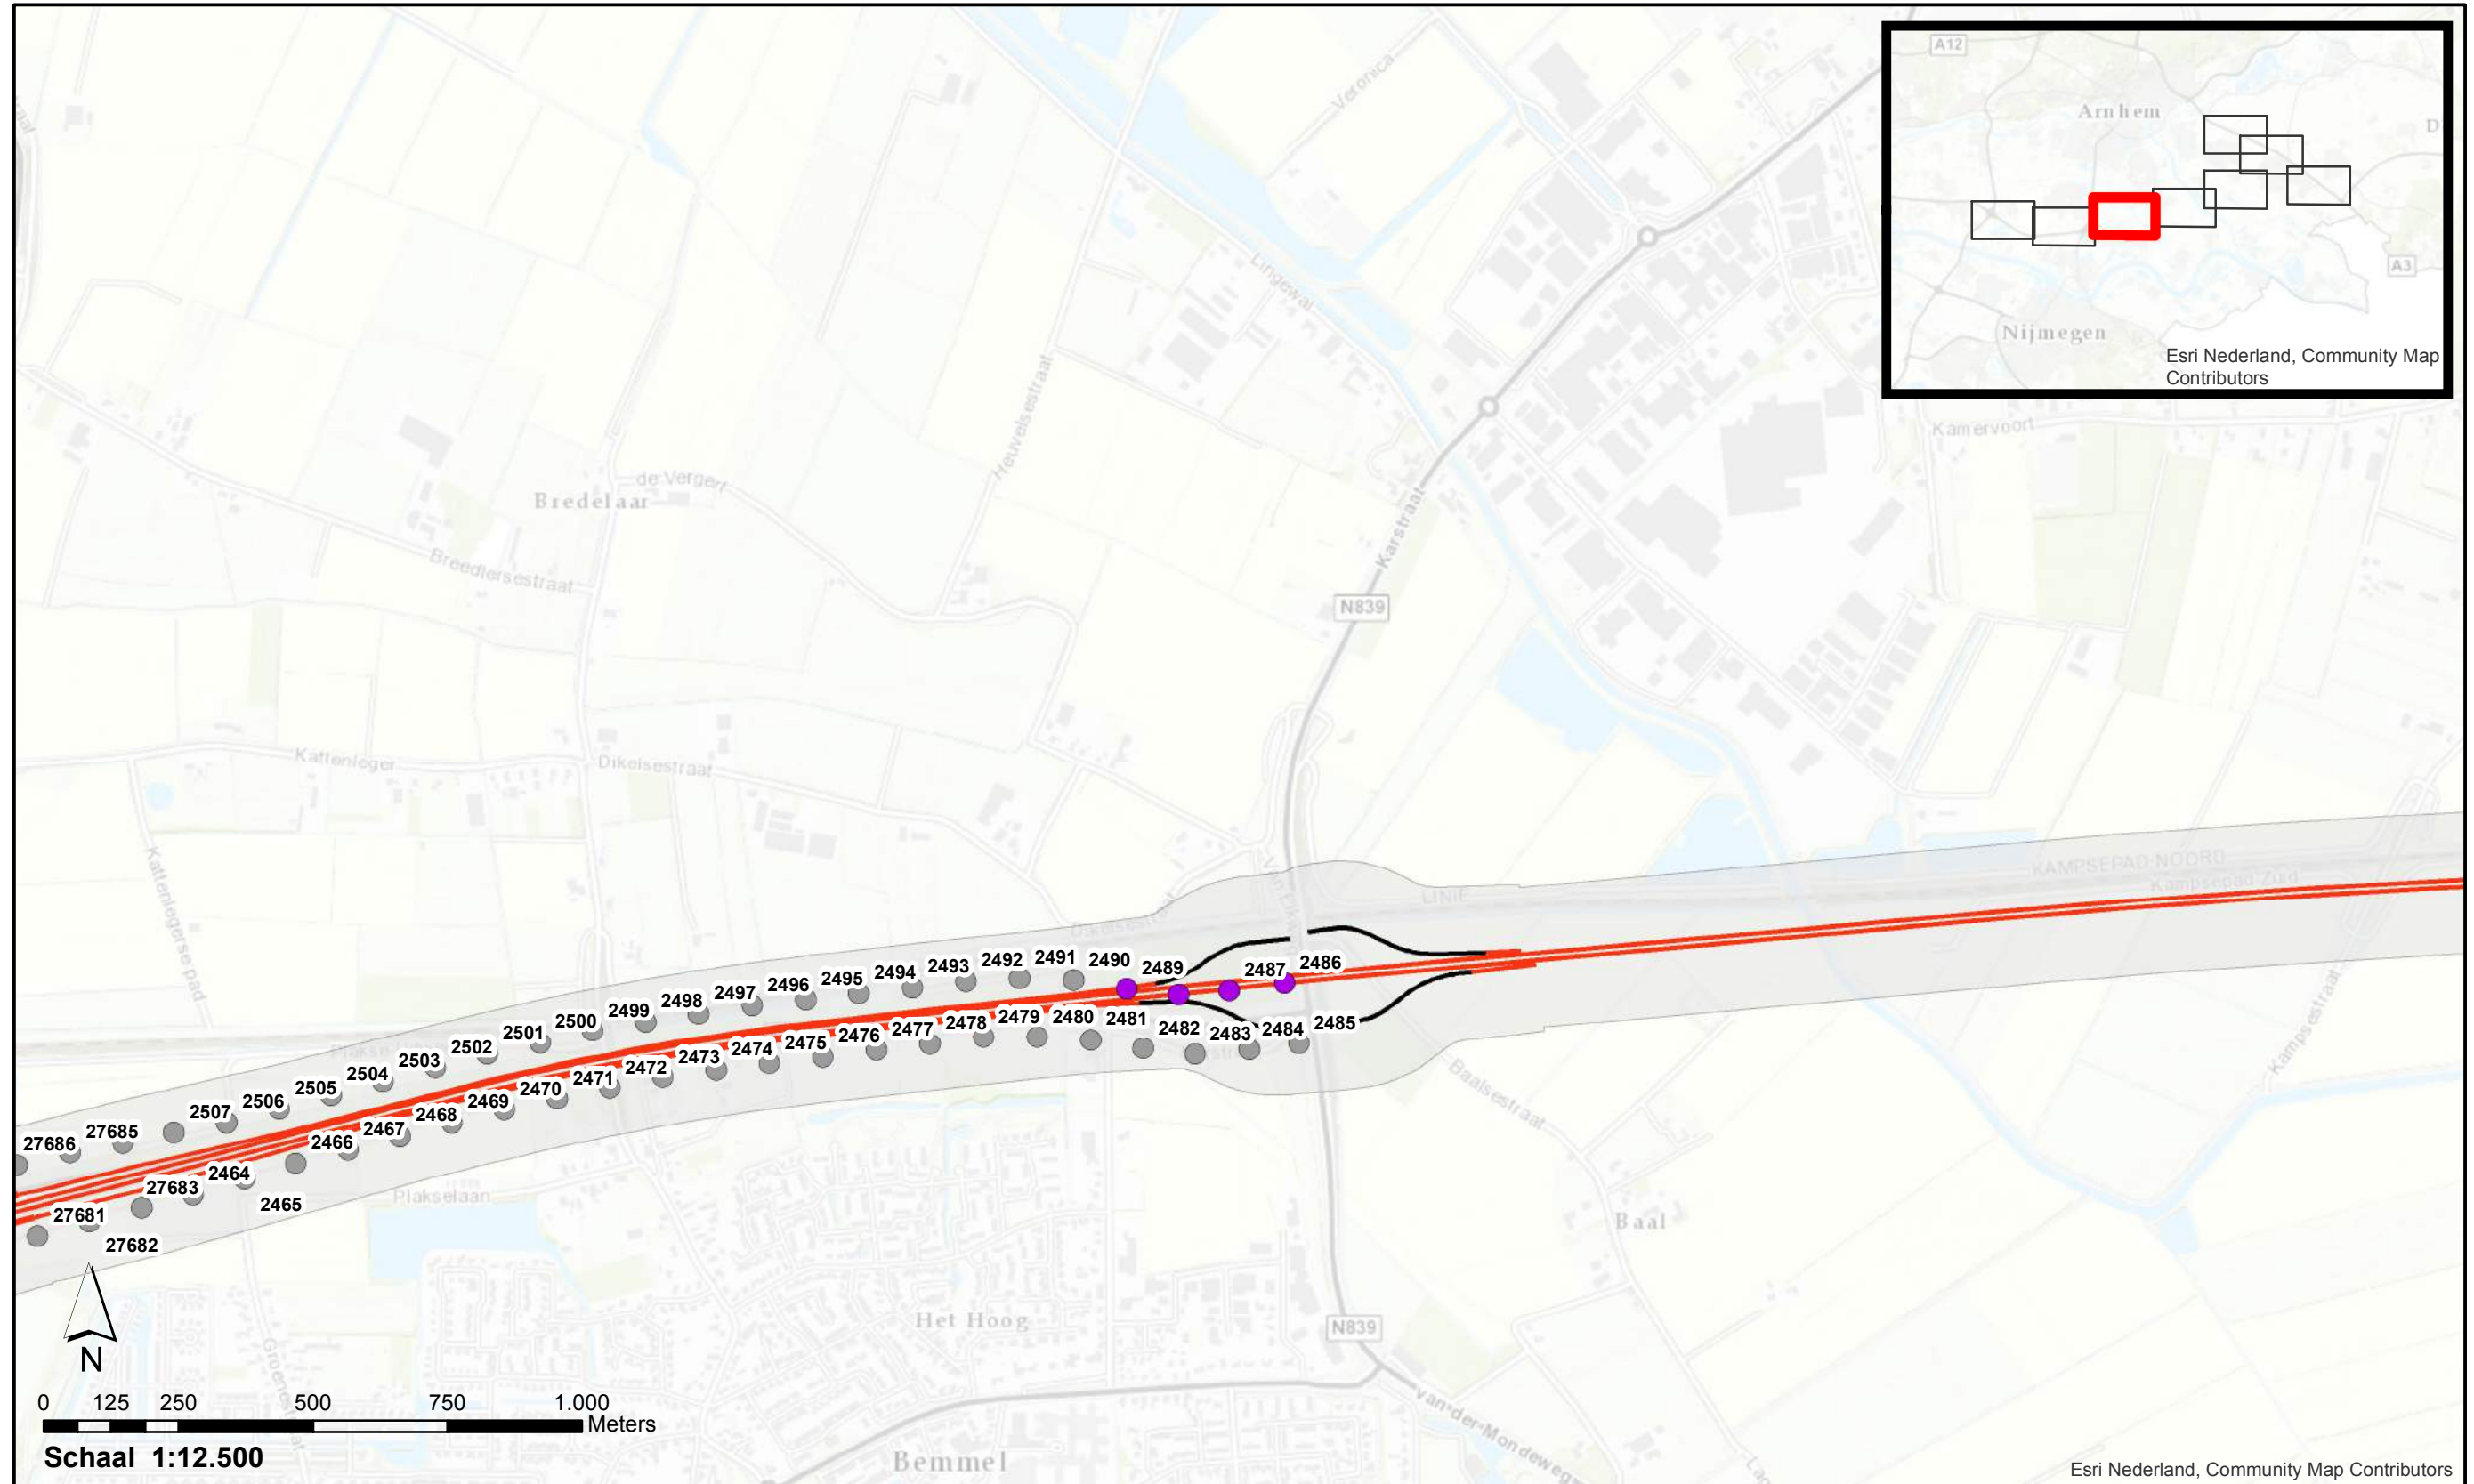 A12
Arnhem
D
A3
Nijmegen
Esri Nederland, Community Map
Contributors
Veronica
Lingewal
Heuvelsestraat
Kamervoort
de Vergert
Bredelaar
Karstraat
Breedlersestraat
N839
Kattenleger
Dikelsestraat
Kattenlegerse pad
KAMPSEPAD NOORD
Kampsepad Zuid
LINIE
Dikelsestraat
2486
2487
2489
2490
2491
2492
2493
2494
2495
2496
2497
2498
2499
2500
2501
2502
2503
2504
2505
2506
2507
27685
27686
2485
2484
2483
2482
2481
2480
2479
2478
2477
2476
2475
2474
2473
2472
2471
2470
2469
2468
2467
2466
2464
2465
27683
27681
27682
Baalsestraat
Kampsestraat
Plakselaan
Baal
Het Hoog
N839
N
0 125 250 500 750 1.000
Meters
Schaal 1:12.500
van-der-Mondeweg
Bemmel
Esri Nederland, Community Map Contributors